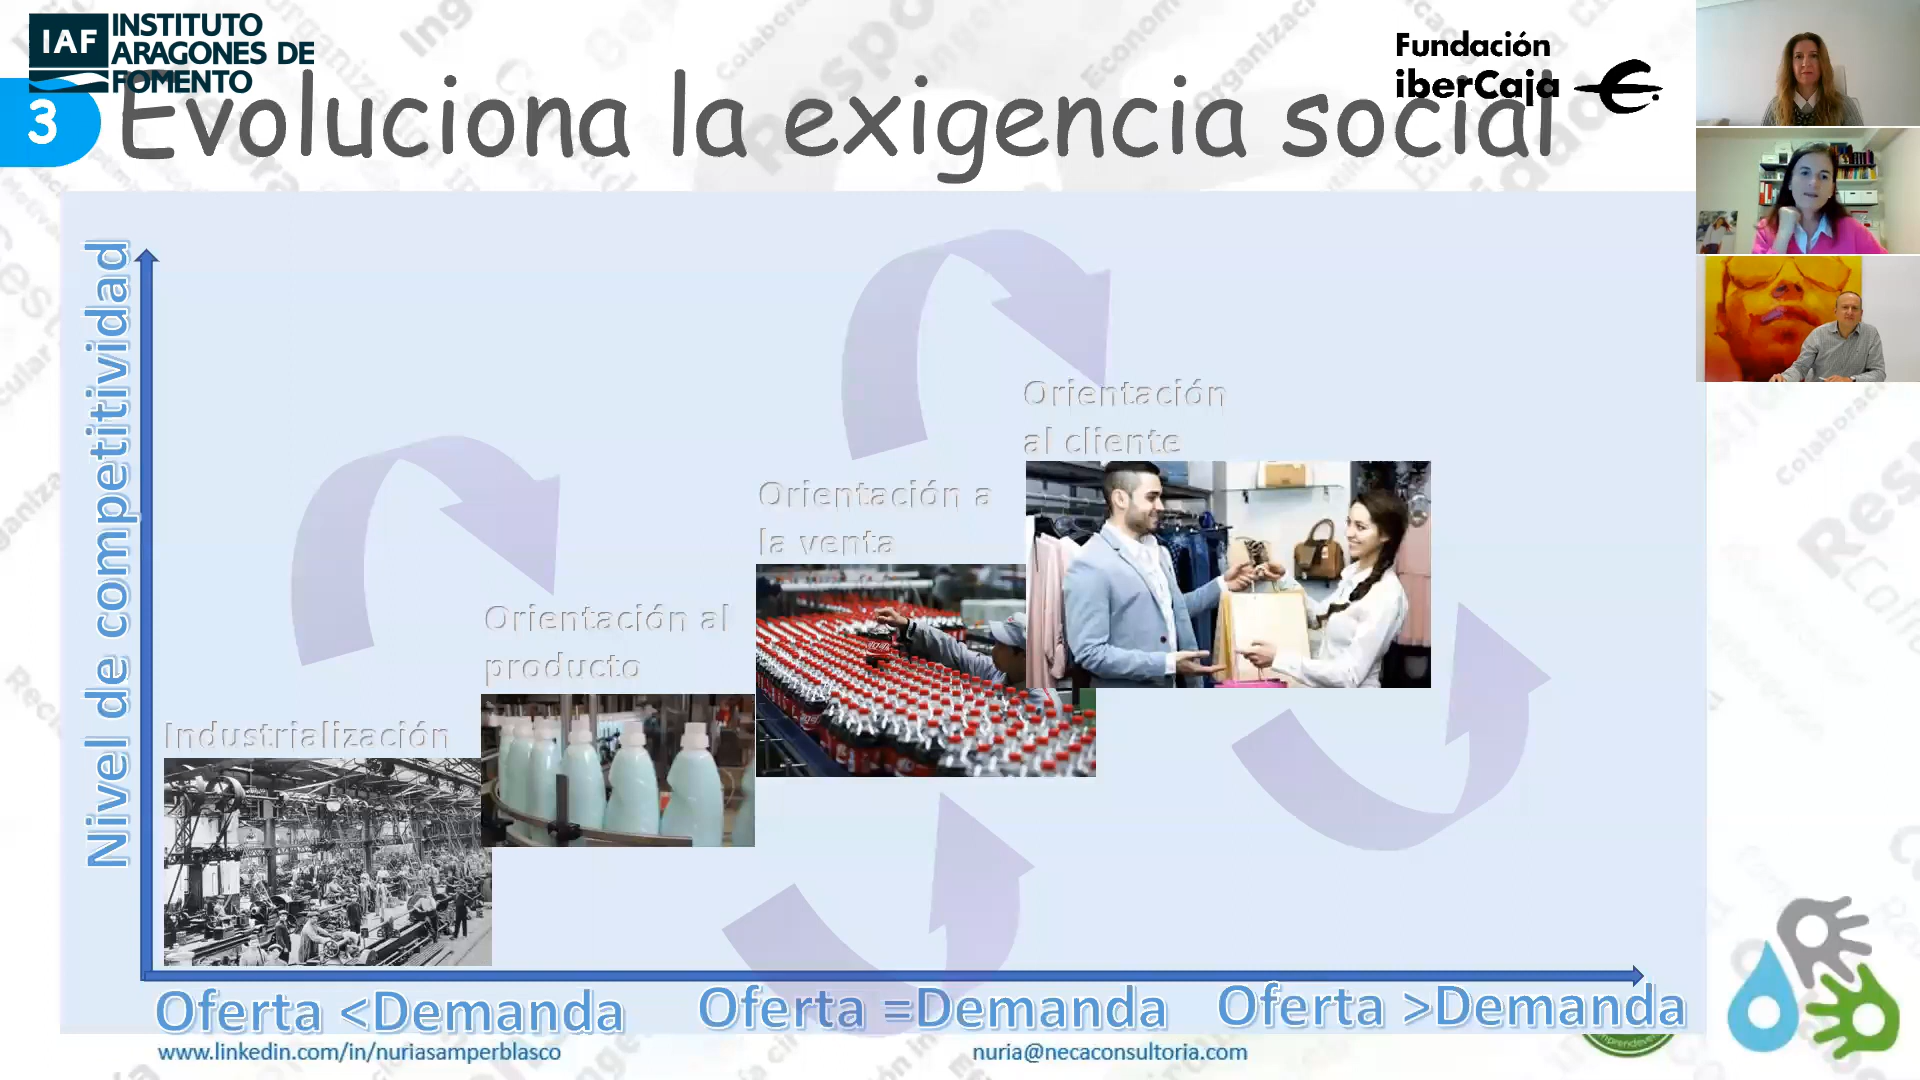 IAF
INSTITUTO
ARAGONES DE
FOMENTO
Fundación
iberCaja
3
Evoluciona la exigencia social
Nivel de competitividad
Orientación
al cliente
Orientación a
la venta
Orientación al
producto
Industrialización
Oferta <Demanda
Oferta =Demanda
Oferta >Demanda
www.linkedin.com/in/nuriasamperblasco
nuria@necaconsultoria.com